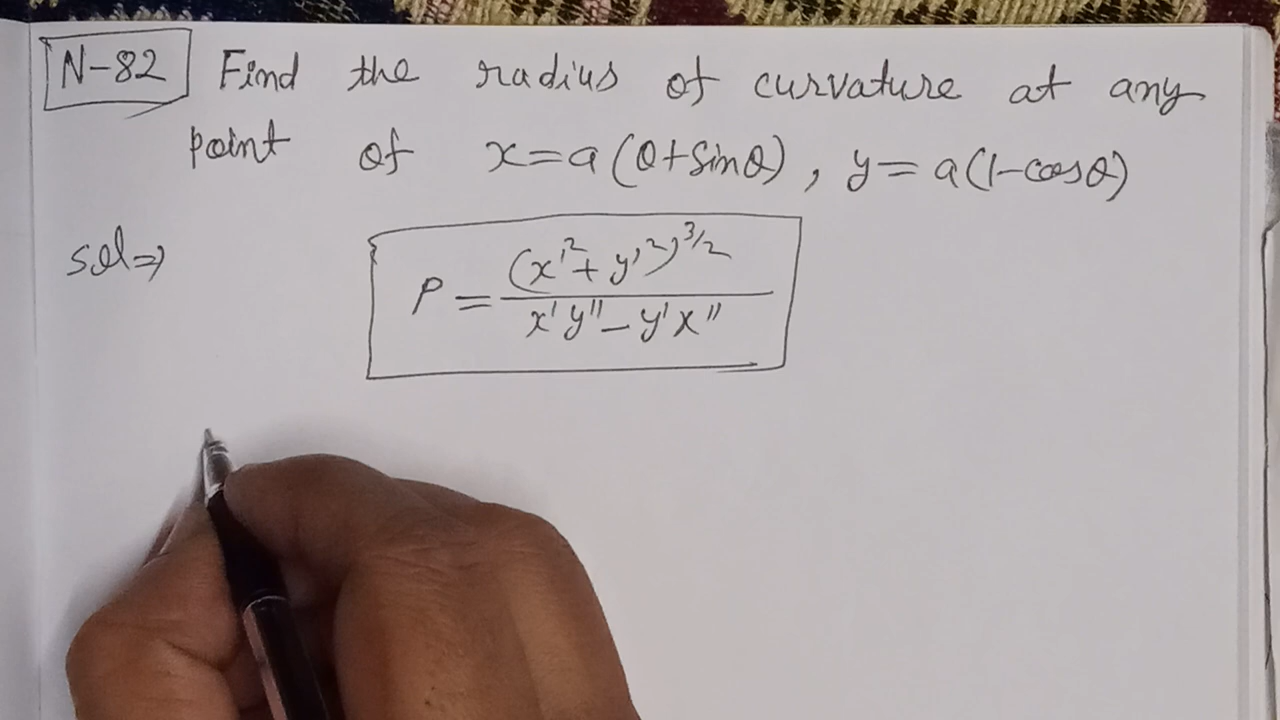 N-82 Find the radius of curvature at any
point of x=a(θ+sinθ), y=a(1-cosθ)
sol⇒
ρ = (x'²+y'²)^3/2 / x'y''-y'x''